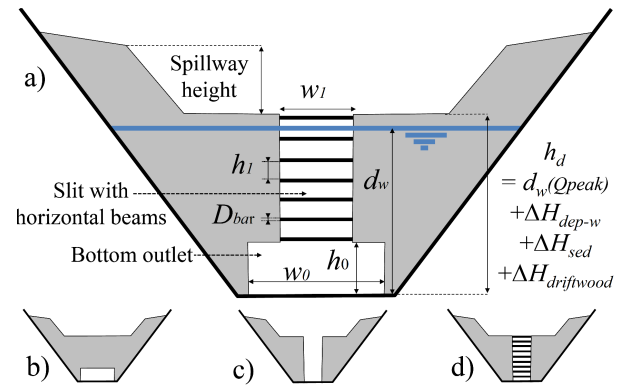 a)
Spillway
height
w1
h1
dw
Slit with
horizontal beams
Dbar
Bottom outlet
w0
h0
hd
= dw(Qpeak)
+ΔHdep-w
+ΔHsed
+ΔHdriftwood
b)
c)
d)